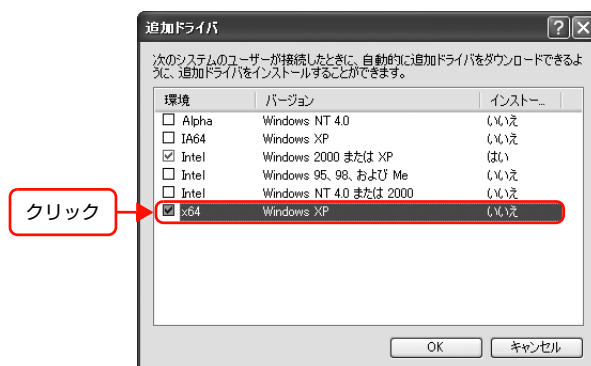 追加ドライバ
次のシステムのユーザーが接続したときに、自動的に追加ドライバをダウンロードできるよ
うに、追加ドライバをインストールすることができます。
環境 バージョン インストー...
Alpha Windows NT 4.0 いいえ
IA64 Windows XP いいえ
Intel Windows 2000 または XP はい
Intel Windows 95、98、および Me いいえ
Intel Windows NT 4.0 または 2000 いいえ
クリック
x64 Windows XP いいえ
OK キャンセル